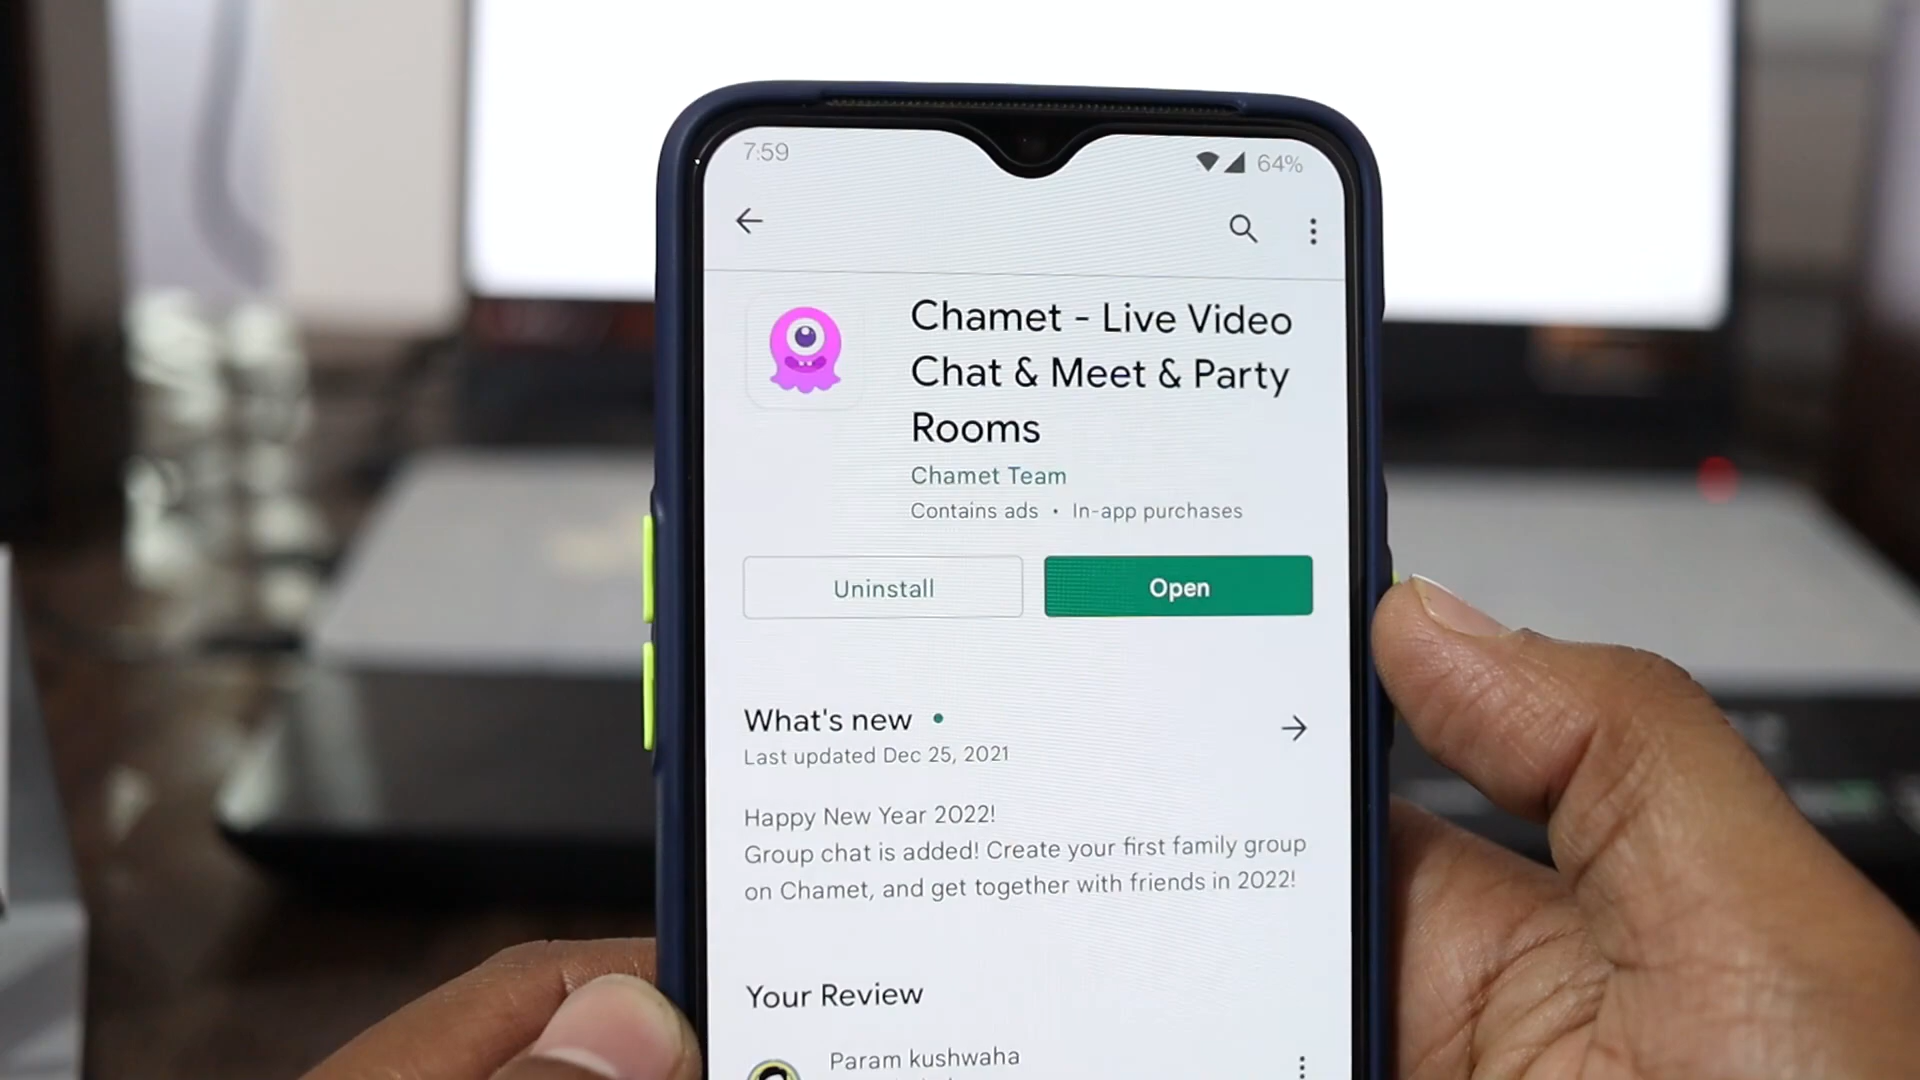 7:59
64%
Chamet - Live Video
Chat & Meet & Party
Rooms
Chamet Team
Contains ads • In-app purchases
Uninstall
Open
What's new •
Last updated Dec 25, 2021
Happy New Year 2022!
Group chat is added! Create your first family group
on Chamet, and get together with friends in 2022!
Your Review
Param kushwaha